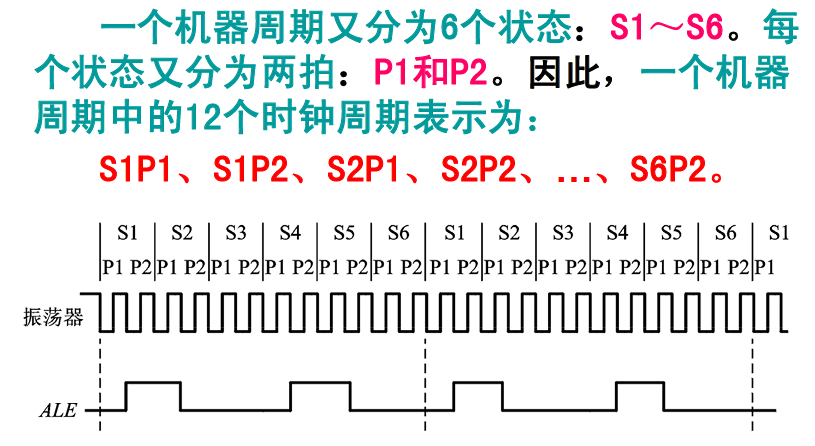 一个机器周期又分为6个状态：S1～S6。每
个状态又分为两拍：P1和P2。因此，一个机器
周期中的12个时钟周期表示为：
S1P1、S1P2、S2P1、S2P2、…、S6P2。
S1 S2 S3 S4 S5 S6 S1 S2 S3 S4 S5 S6 S1
P1 P2 P1 P2 P1 P2 P1 P2 P1 P2 P1 P2 P1 P2 P1 P2 P1 P2 P1 P2 P1 P2 P1 P2 P1
振荡器
ALE